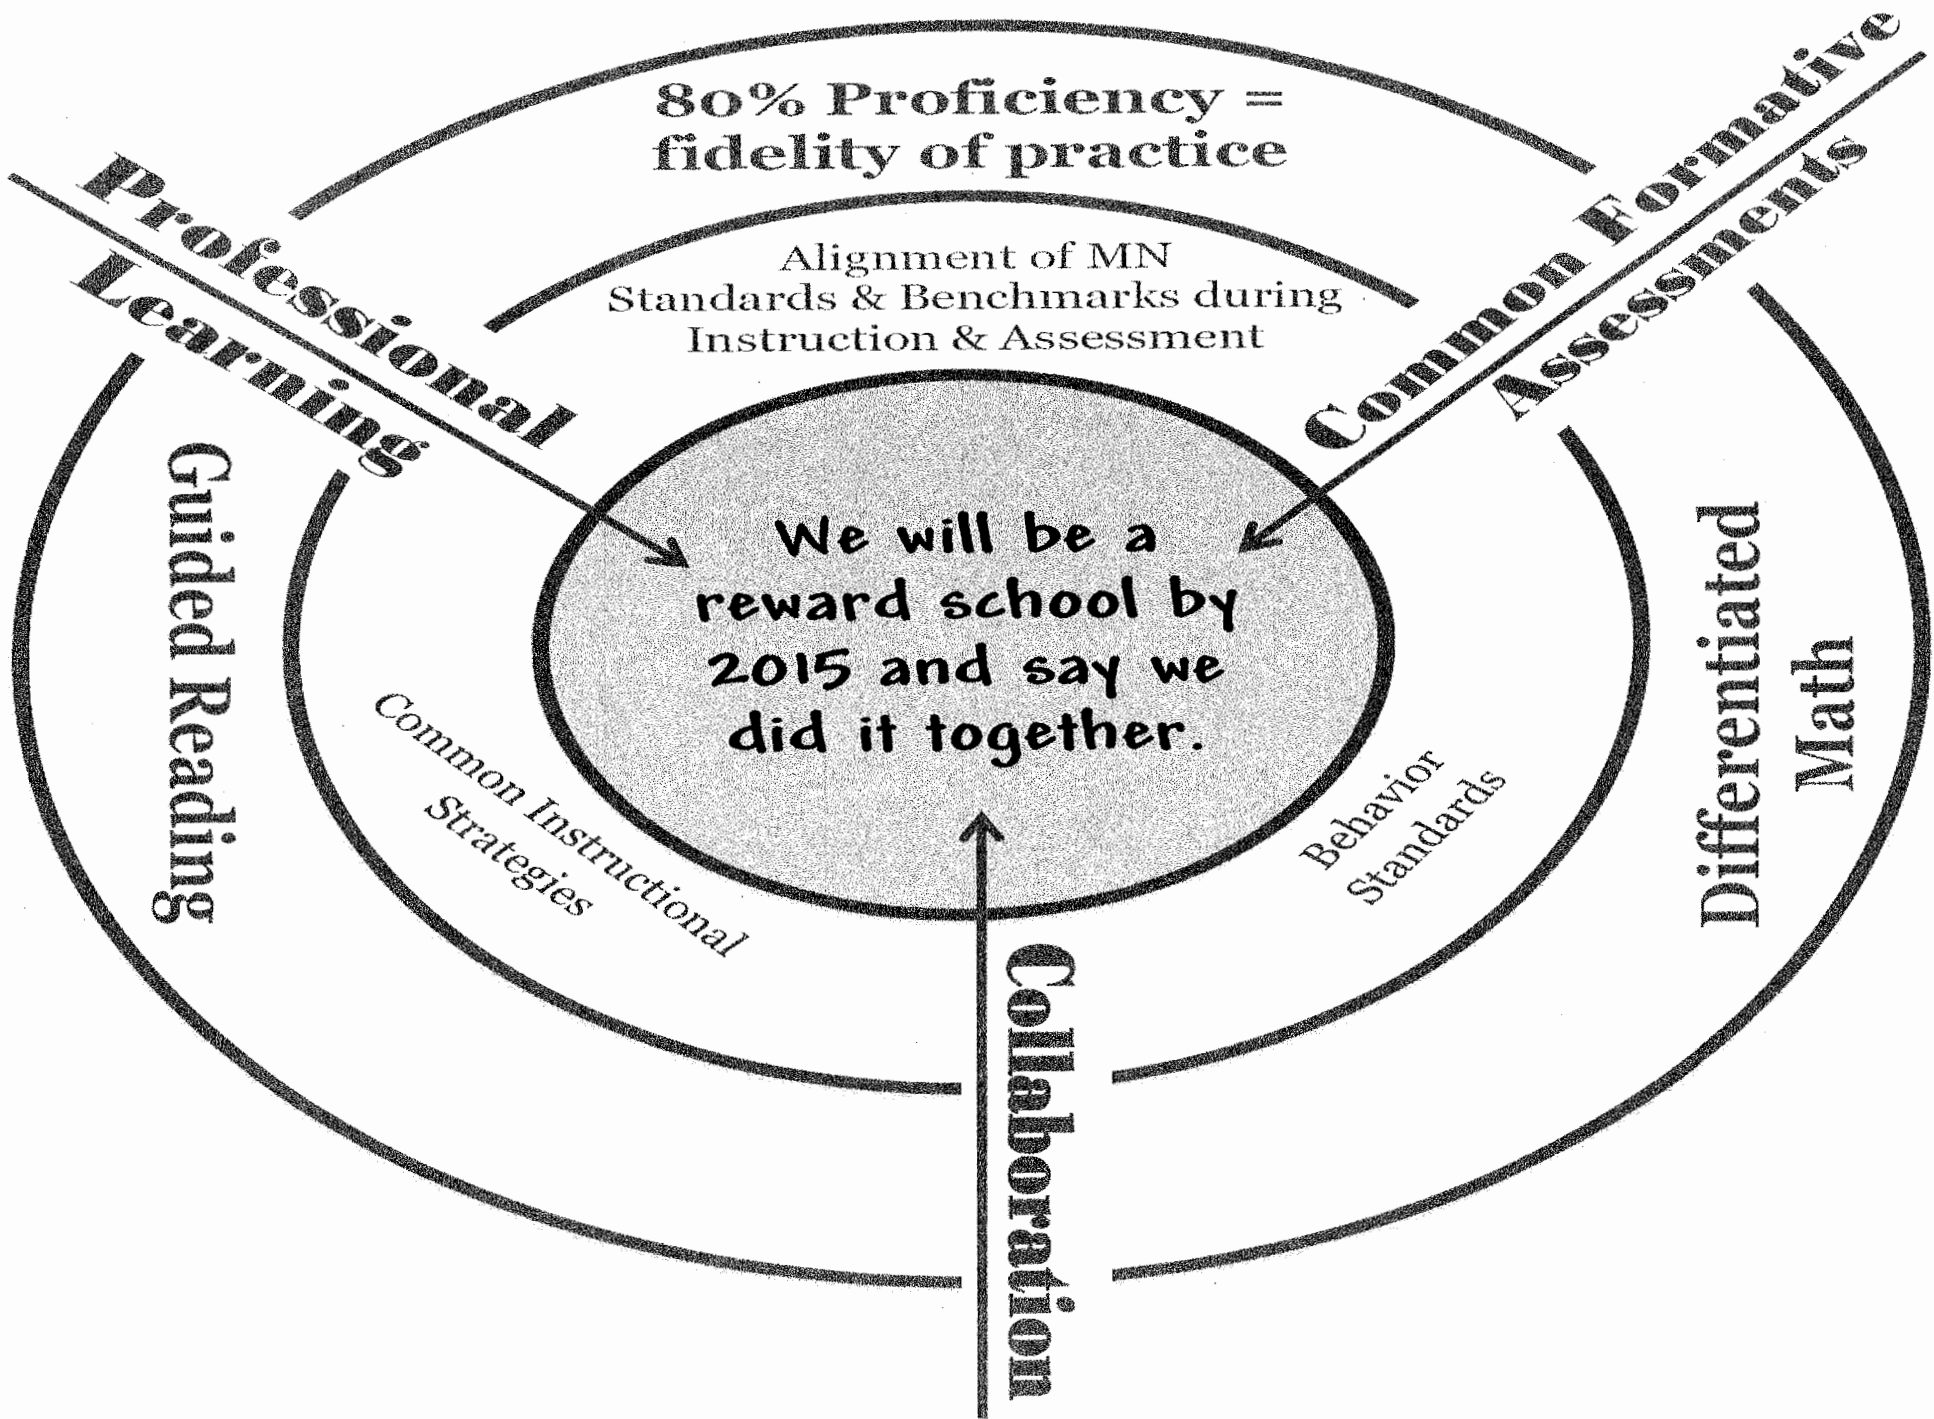 80% Proficiency =
fidelity of practice
Alignment of MN
Standards & Benchmarks during
Instruction & Assessment
Professional
Learning
Common Formative
Assessments
Guided Reading
We will be a
reward school by
2015 and say we
did it together.
Differentiated
Math
Common Instructional
Strategies
Behavior
Standards
Collaboration